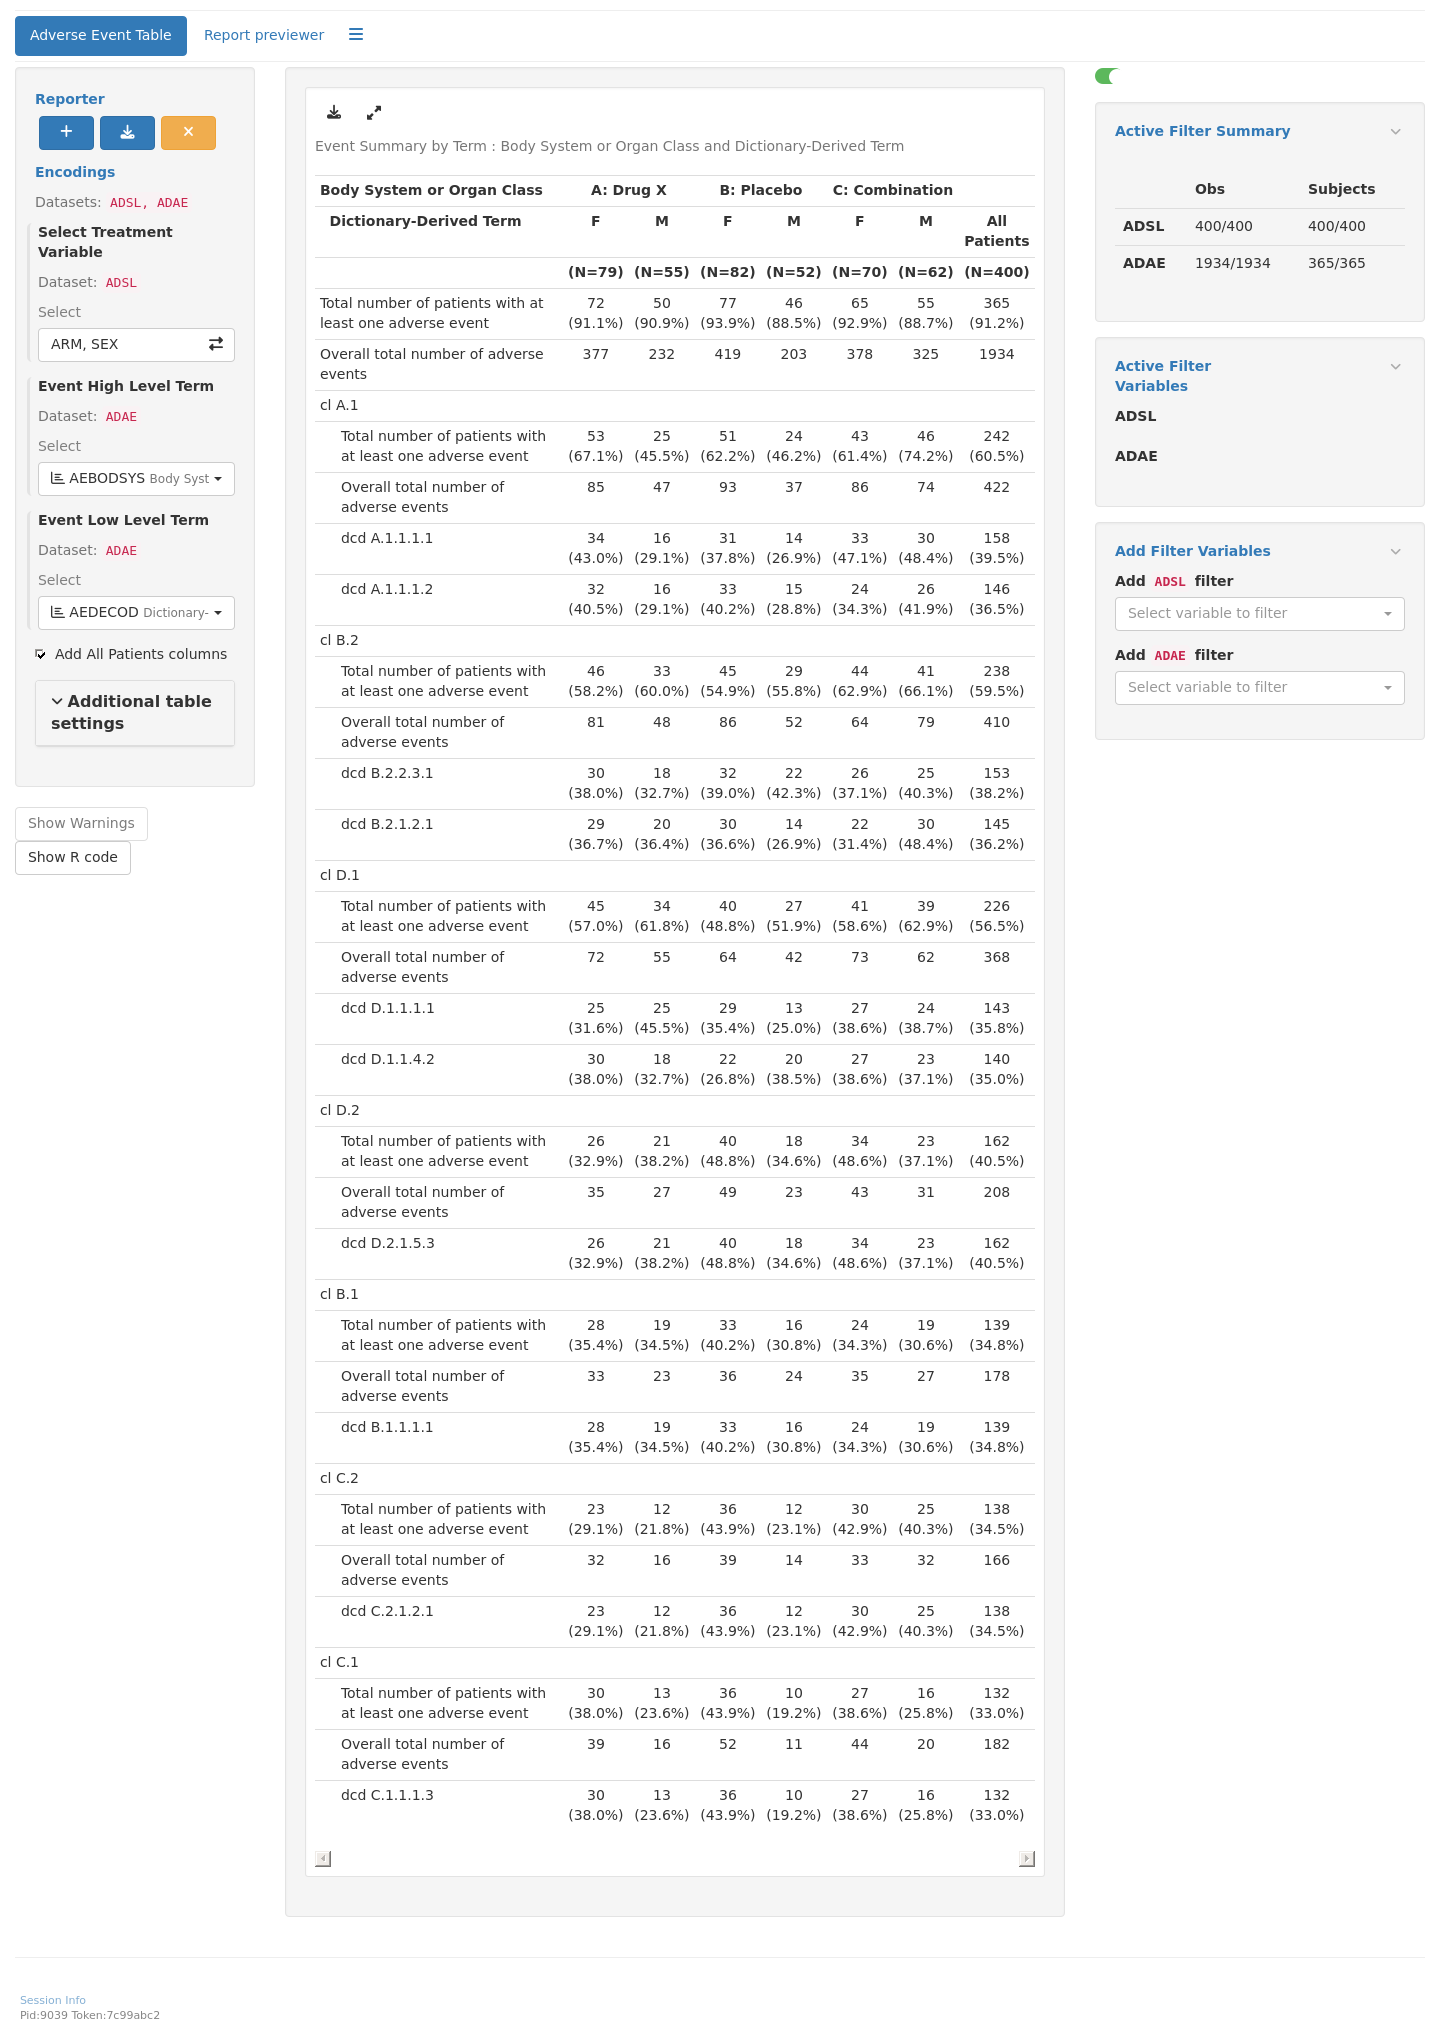 Adverse Event Table
Report previewer
Reporter
Encodings
Datasets: ADSL, ADAE
Select Treatment
Variable
Dataset: ADSL
Select
ARM, SEX
Event High Level Term
Dataset: ADAE
Select
AEBODSYS Body Syst
Event Low Level Term
Dataset: ADAE
Select
AEDECOD Dictionary-
Add All Patients columns
Additional table
settings
Show Warnings
Show R code
Event Summary by Term : Body System or Organ Class and Dictionary-Derived Term
Body System or Organ Class A: Drug X B: Placebo C: Combination
Dictionary-Derived Term F M F M F M All
Patients
(N=79) (N=55) (N=82) (N=52) (N=70) (N=62) (N=400)
Total number of patients with at 72 50 77 46 65 55 365
least one adverse event (91.1%) (90.9%) (93.9%) (88.5%) (92.9%) (88.7%) (91.2%)
Overall total number of adverse 377 232 419 203 378 325 1934
events
cl A.1
Total number of patients with 53 25 51 24 43 46 242
at least one adverse event (67.1%) (45.5%) (62.2%) (46.2%) (61.4%) (74.2%) (60.5%)
Overall total number of 85 47 93 37 86 74 422
adverse events
dcd A.1.1.1.1 34 16 31 14 33 30 158
(43.0%) (29.1%) (37.8%) (26.9%) (47.1%) (48.4%) (39.5%)
dcd A.1.1.1.2 32 16 33 15 24 26 146
(40.5%) (29.1%) (40.2%) (28.8%) (34.3%) (41.9%) (36.5%)
cl B.2
Total number of patients with 46 33 45 29 44 41 238
at least one adverse event (58.2%) (60.0%) (54.9%) (55.8%) (62.9%) (66.1%) (59.5%)
Overall total number of 81 48 86 52 64 79 410
adverse events
dcd B.2.2.3.1 30 18 32 22 26 25 153
(38.0%) (32.7%) (39.0%) (42.3%) (37.1%) (40.3%) (38.2%)
dcd B.2.1.2.1 29 20 30 14 22 30 145
(36.7%) (36.4%) (36.6%) (26.9%) (31.4%) (48.4%) (36.2%)
cl D.1
Total number of patients with 45 34 40 27 41 39 226
at least one adverse event (57.0%) (61.8%) (48.8%) (51.9%) (58.6%) (62.9%) (56.5%)
Overall total number of 72 55 64 42 73 62 368
adverse events
dcd D.1.1.1.1 25 25 29 13 27 24 143
(31.6%) (45.5%) (35.4%) (25.0%) (38.6%) (38.7%) (35.8%)
dcd D.1.1.4.2 30 18 22 20 27 23 140
(38.0%) (32.7%) (26.8%) (38.5%) (38.6%) (37.1%) (35.0%)
cl D.2
Total number of patients with 26 21 40 18 34 23 162
at least one adverse event (32.9%) (38.2%) (48.8%) (34.6%) (48.6%) (37.1%) (40.5%)
Overall total number of 35 27 49 23 43 31 208
adverse events
dcd D.2.1.5.3 26 21 40 18 34 23 162
(32.9%) (38.2%) (48.8%) (34.6%) (48.6%) (37.1%) (40.5%)
cl B.1
Total number of patients with 28 19 33 16 24 19 139
at least one adverse event (35.4%) (34.5%) (40.2%) (30.8%) (34.3%) (30.6%) (34.8%)
Overall total number of 33 23 36 24 35 27 178
adverse events
dcd B.1.1.1.1 28 19 33 16 24 19 139
(35.4%) (34.5%) (40.2%) (30.8%) (34.3%) (30.6%) (34.8%)
cl C.2
Total number of patients with 23 12 36 12 30 25 138
at least one adverse event (29.1%) (21.8%) (43.9%) (23.1%) (42.9%) (40.3%) (34.5%)
Overall total number of 32 16 39 14 33 32 166
adverse events
dcd C.2.1.2.1 23 12 36 12 30 25 138
(29.1%) (21.8%) (43.9%) (23.1%) (42.9%) (40.3%) (34.5%)
cl C.1
Total number of patients with 30 13 36 10 27 16 132
at least one adverse event (38.0%) (23.6%) (43.9%) (19.2%) (38.6%) (25.8%) (33.0%)
Overall total number of 39 16 52 11 44 20 182
adverse events
dcd C.1.1.1.3 30 13 36 10 27 16 132
(38.0%) (23.6%) (43.9%) (19.2%) (38.6%) (25.8%) (33.0%)
Active Filter Summary
Obs Subjects
ADSL 400/400 400/400
ADAE 1934/1934 365/365
Active Filter
Variables
ADSL
ADAE
Add Filter Variables
Add ADSL filter
Select variable to filter
Add ADAE filter
Select variable to filter
Session Info
Pid:9039 Token:7c99abc2